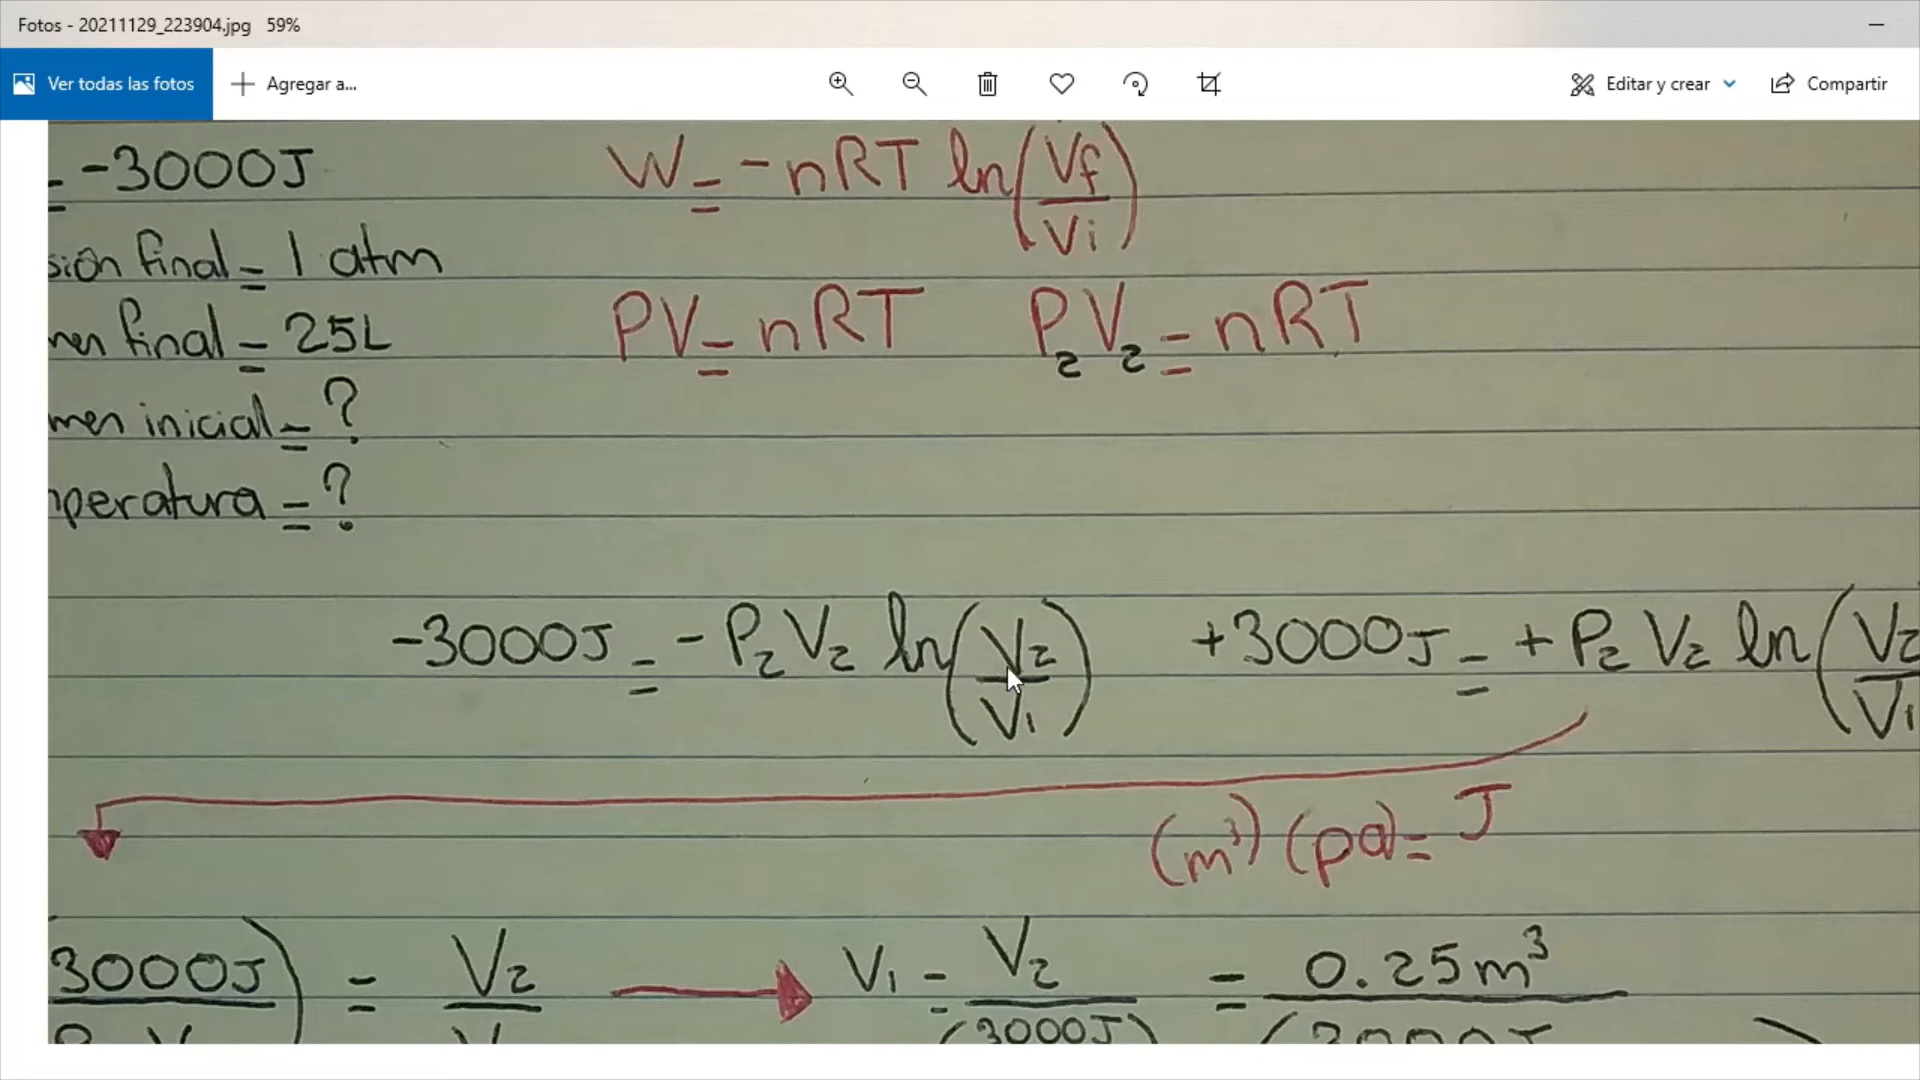 Fotos - 20211129_223904.jpg 59%
Ver todas las fotos
Agregar a...
Editar y crear
Compartir
= -3000J
W = -nRT ln(Vf/Vi)
sión final = 1 atm
men final = 25L
PV = nRT P₂V₂ = nRT
men inicial = ?
mperatura = ?
-3000J = -P₂V₂ ln(V₂/V₁) +3000J = +P₂V₂ ln(V₂/V₁
(m³)(pa) = J
3000J) = V₂ V₁ = V₂/(3000J) = 0.25m³